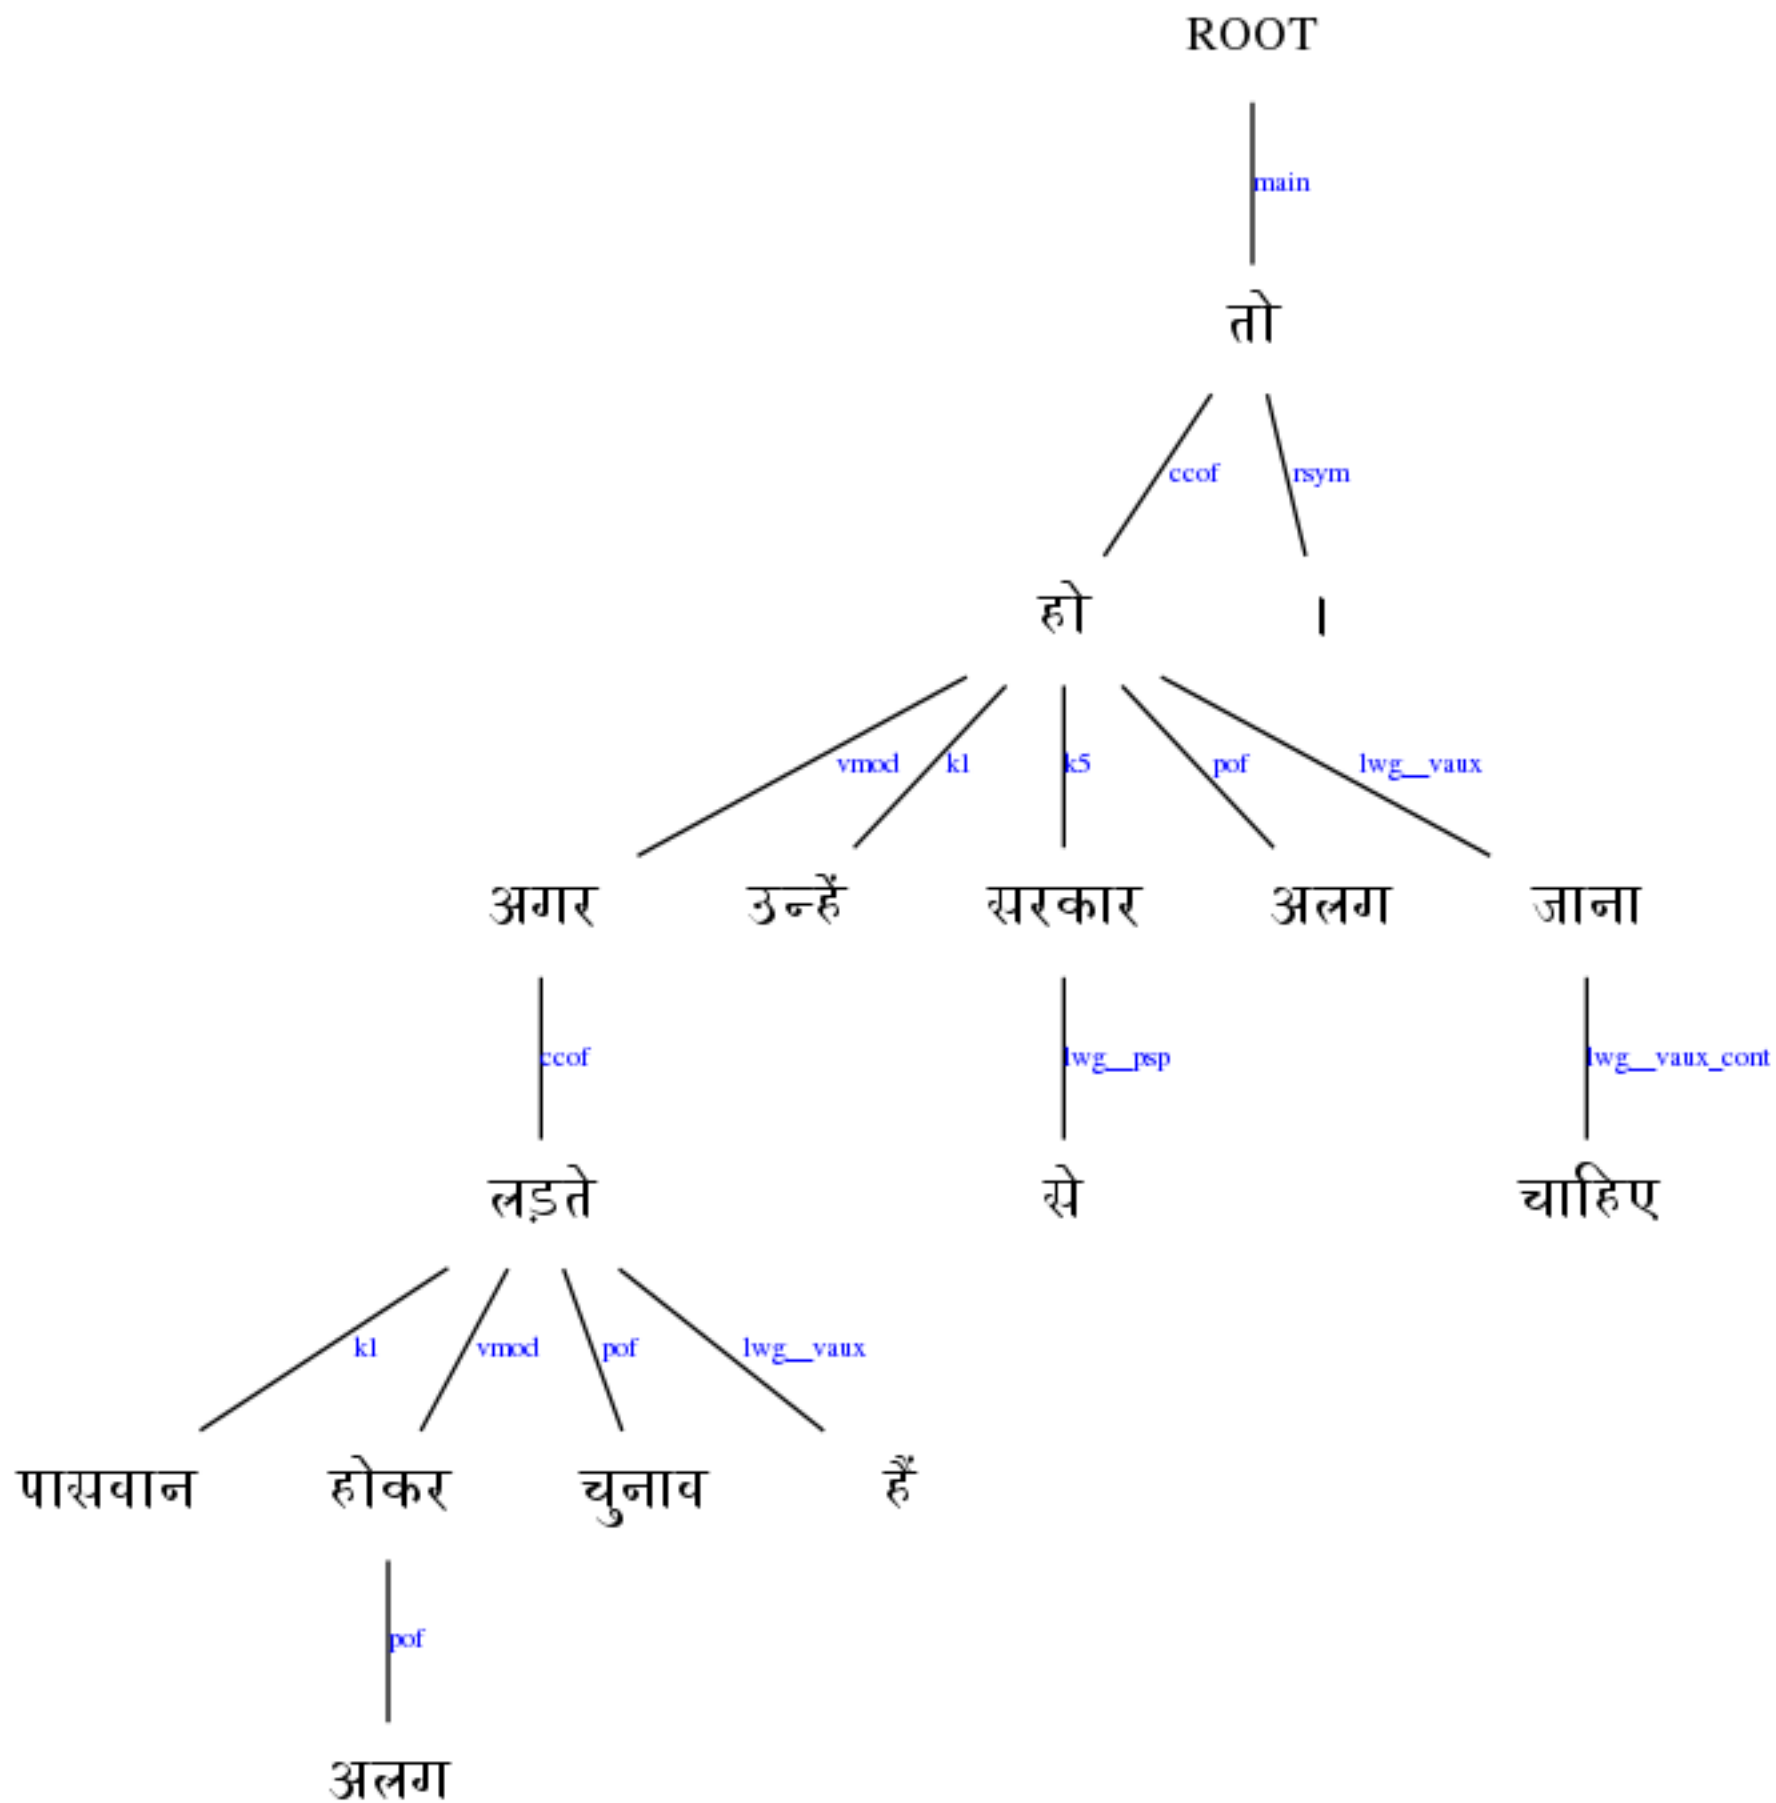 ROOT
main
तो
ccof rsym
हो ।
vmod k1 k5 pof lwg__vaux
अगर उन्हें सरकार अलग जाना
ccof lwg__psp lwg__vaux_cont
लड़ते से चाहिए
k1 vmod pof lwg__vaux
पासवान होकर चुनाव हैं
pof
अलग